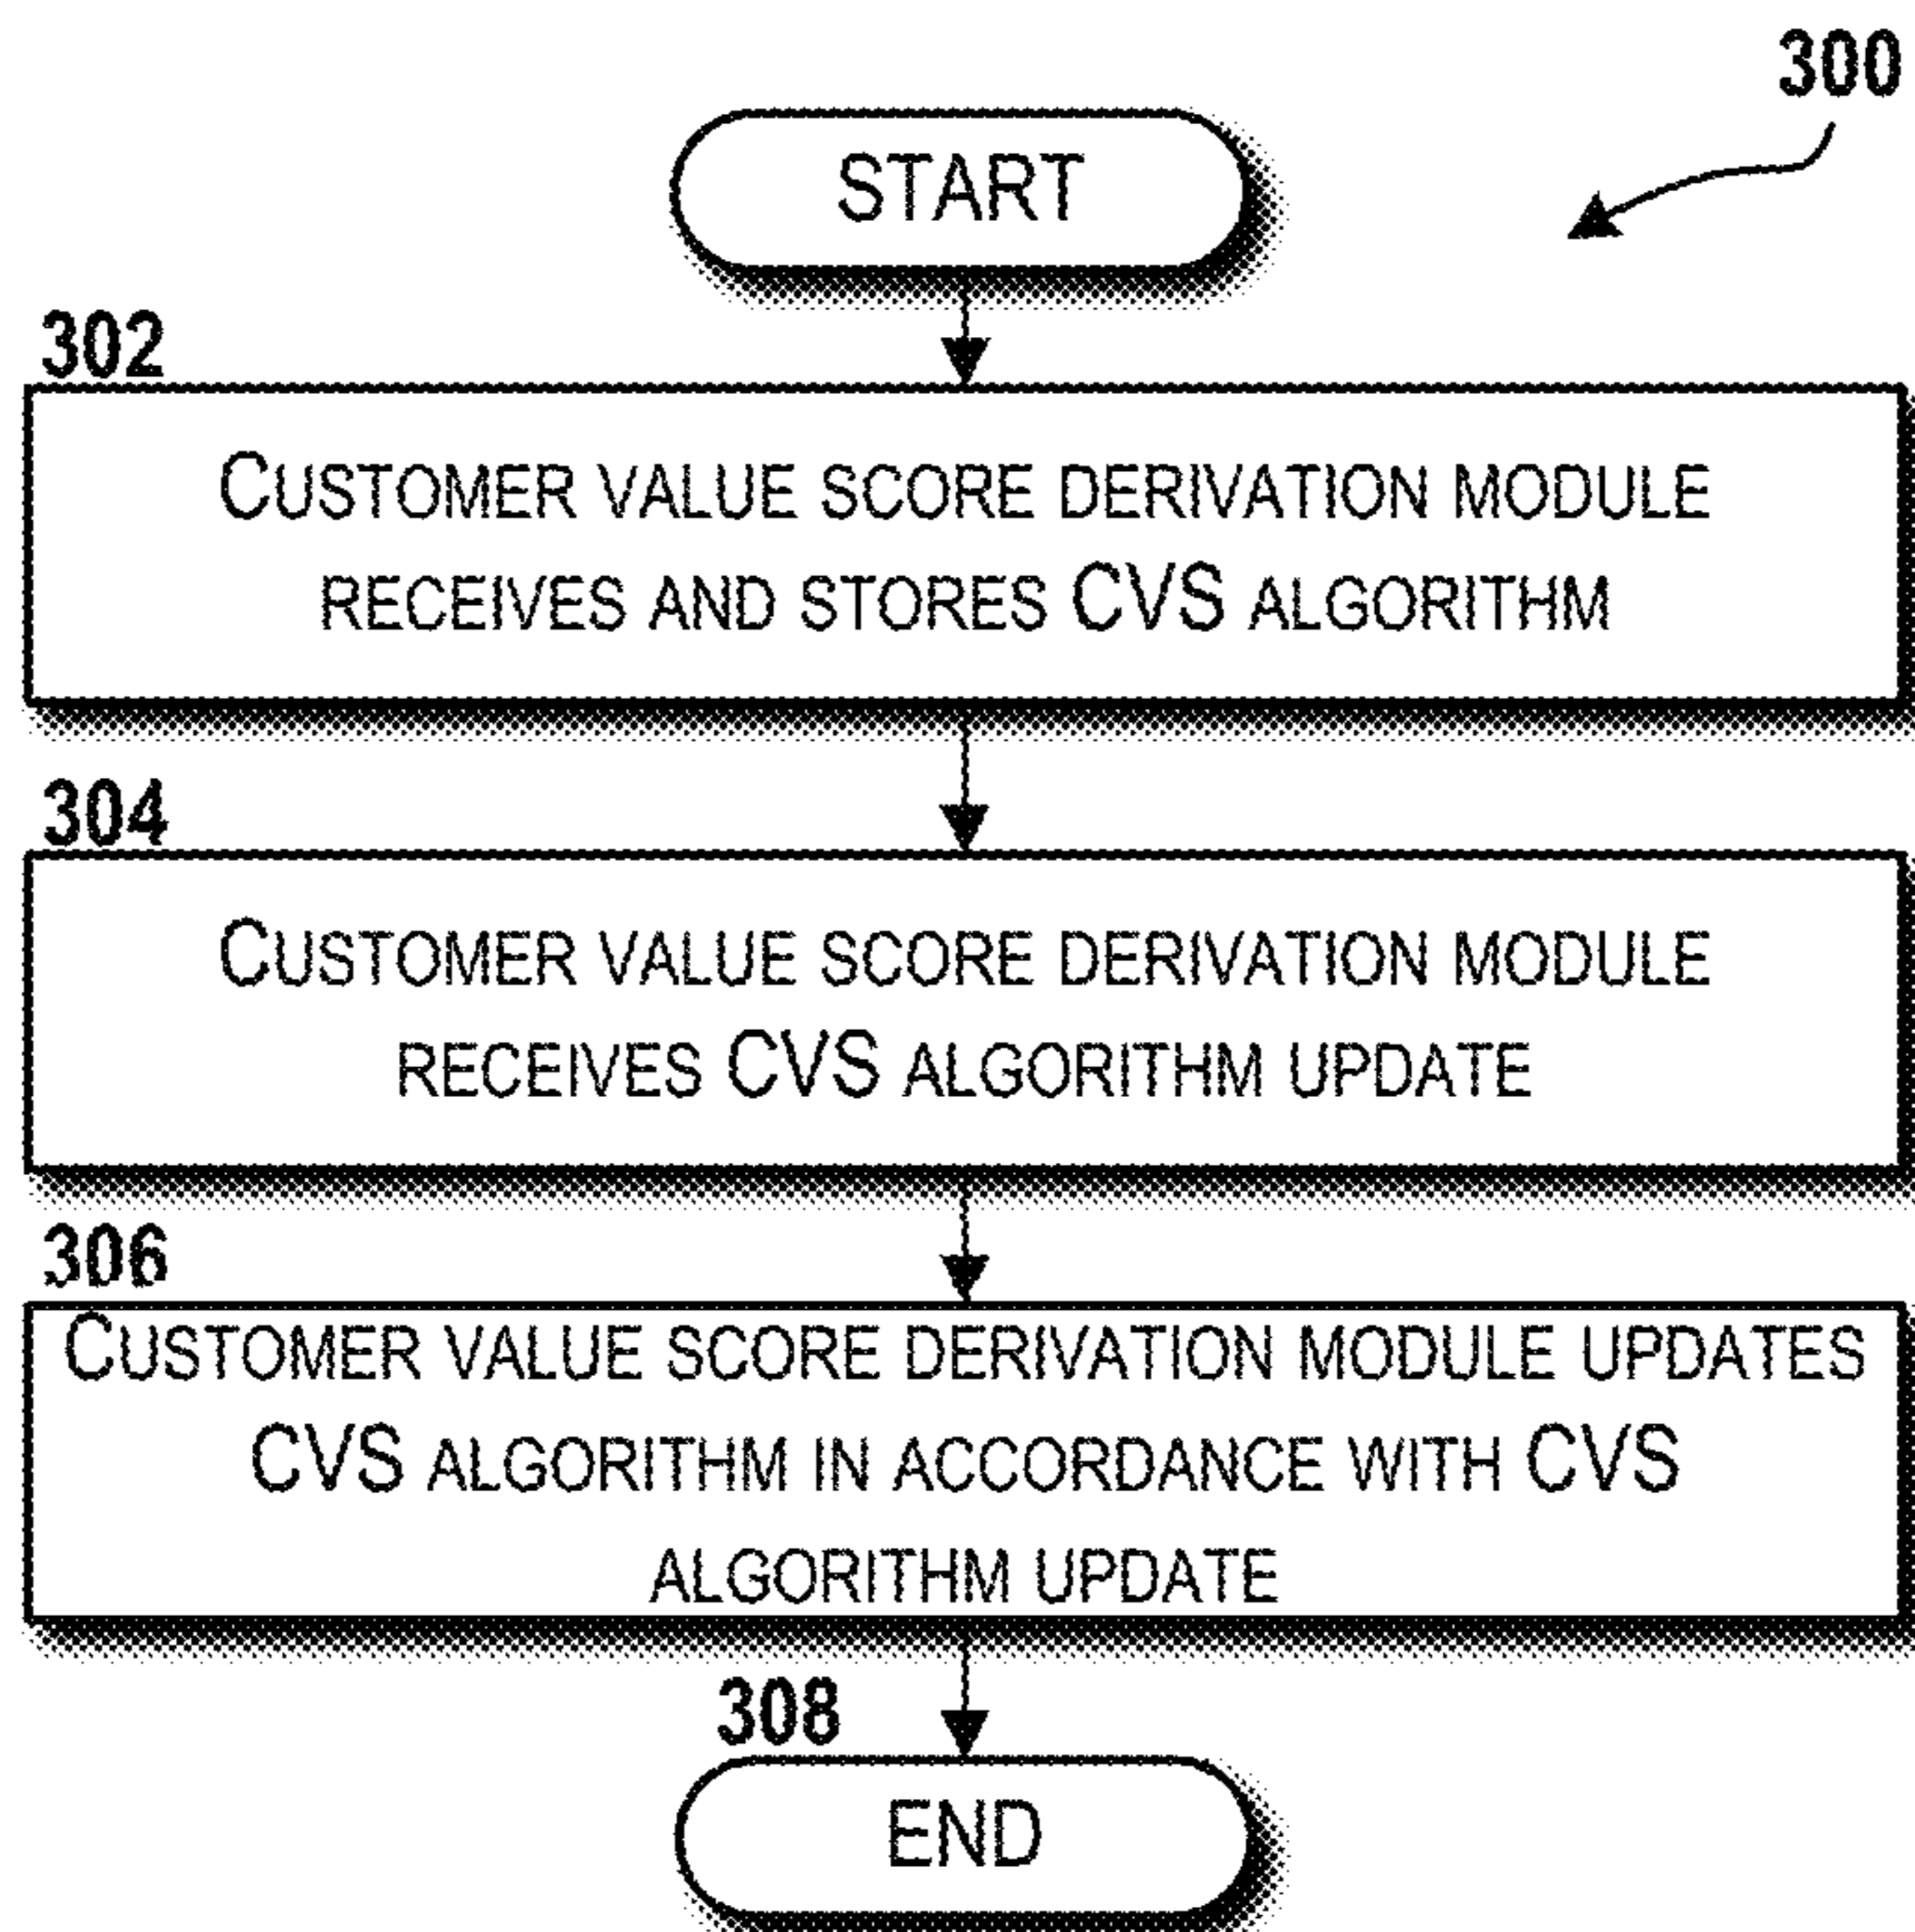 300
START
302
CUSTOMER VALUE SCORE DERIVATION MODULE
RECEIVES AND STORES CVS ALGORITHM
304
CUSTOMER VALUE SCORE DERIVATION MODULE
RECEIVES CVS ALGORITHM UPDATE
306
CUSTOMER VALUE SCORE DERIVATION MODULE UPDATES
CVS ALGORITHM IN ACCORDANCE WITH CVS
ALGORITHM UPDATE
308
END